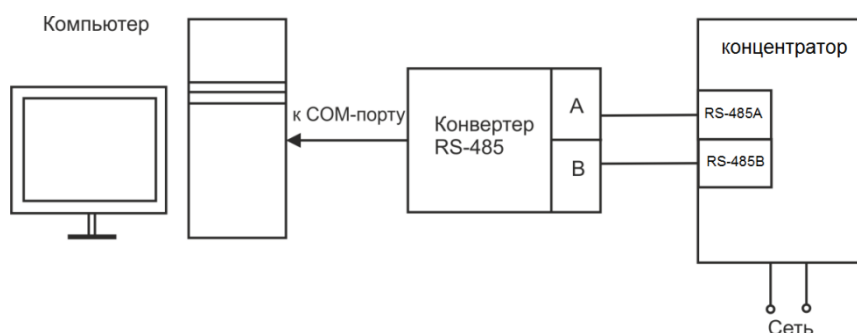 Компьютер
к COM-порту
Конвертер
RS-485
A
B
концентратор
RS-485A
RS-485B
Сеть